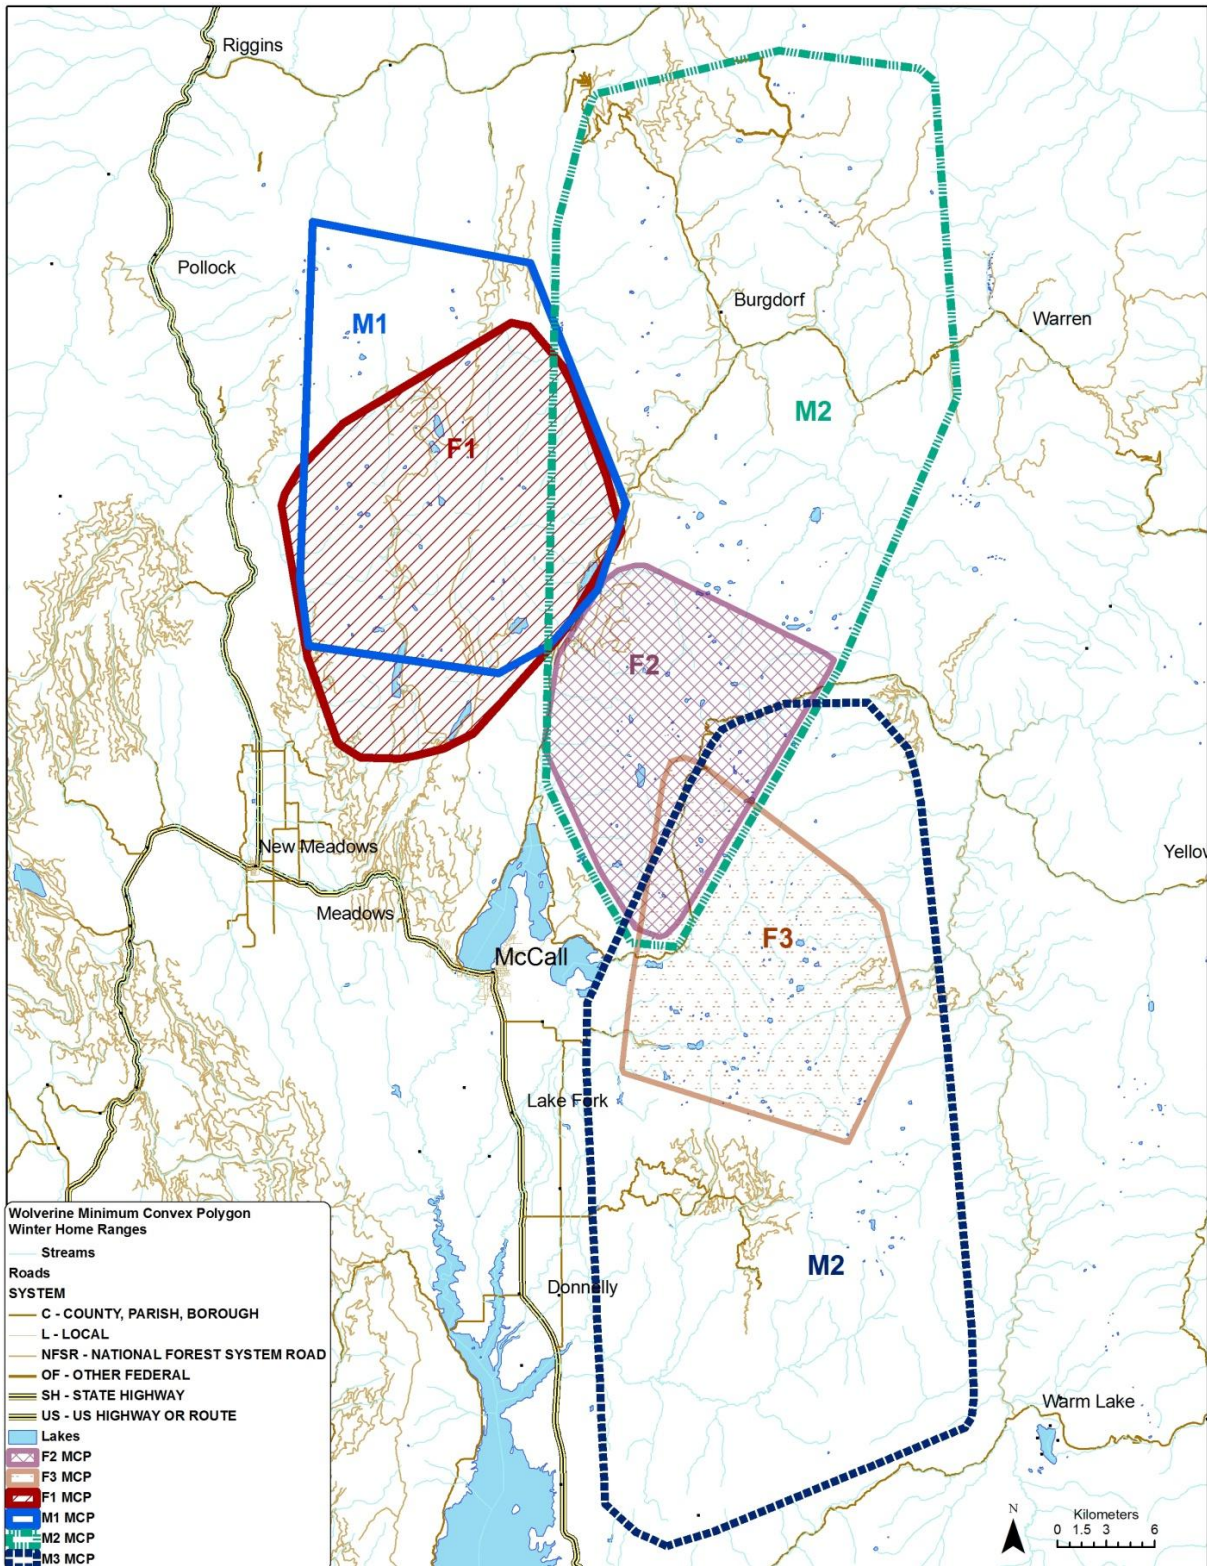 Riggins
Pollock
M1
Burgdorf
Warren
M2
F1
F2
New Meadows
Yellow
Meadows
F3
McCall
Lake Fork
M2
Donnelly
Warm Lake
Wolverine Minimum Convex Polygon
Winter Home Ranges
Streams
Roads
SYSTEM
C - COUNTY, PARISH, BOROUGH
L - LOCAL
NFSR - NATIONAL FOREST SYSTEM ROAD
OF - OTHER FEDERAL
SH - STATE HIGHWAY
US - US HIGHWAY OR ROUTE
Lakes
F2 MCP
F3 MCP
F1 MCP
M1 MCP
M2 MCP
M3 MCP
N
Kilometers
0 1.5 3 6